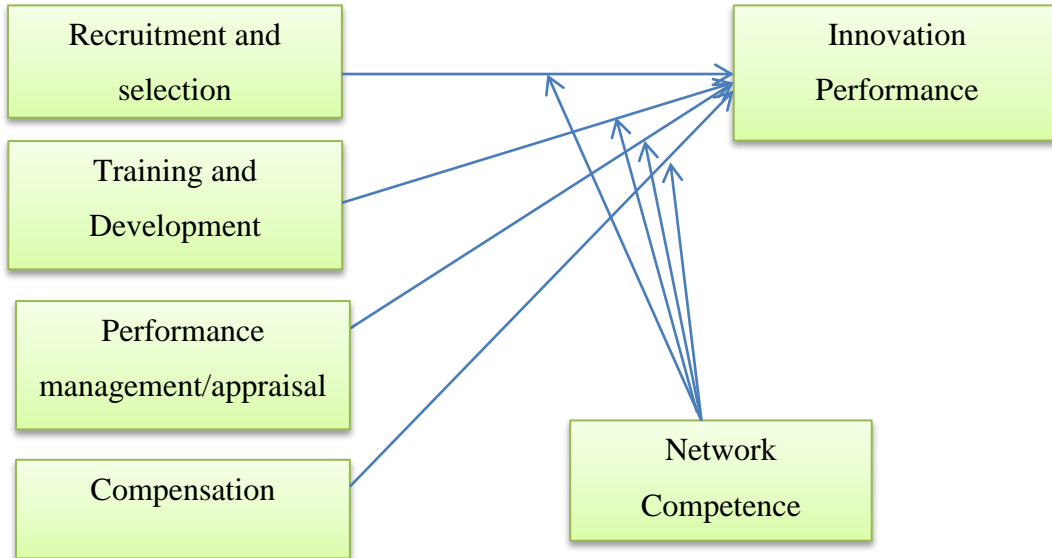 Recruitment and
selection
Innovation
Performance
Training and
Development
Performance
management/appraisal
Compensation
Network
Competence